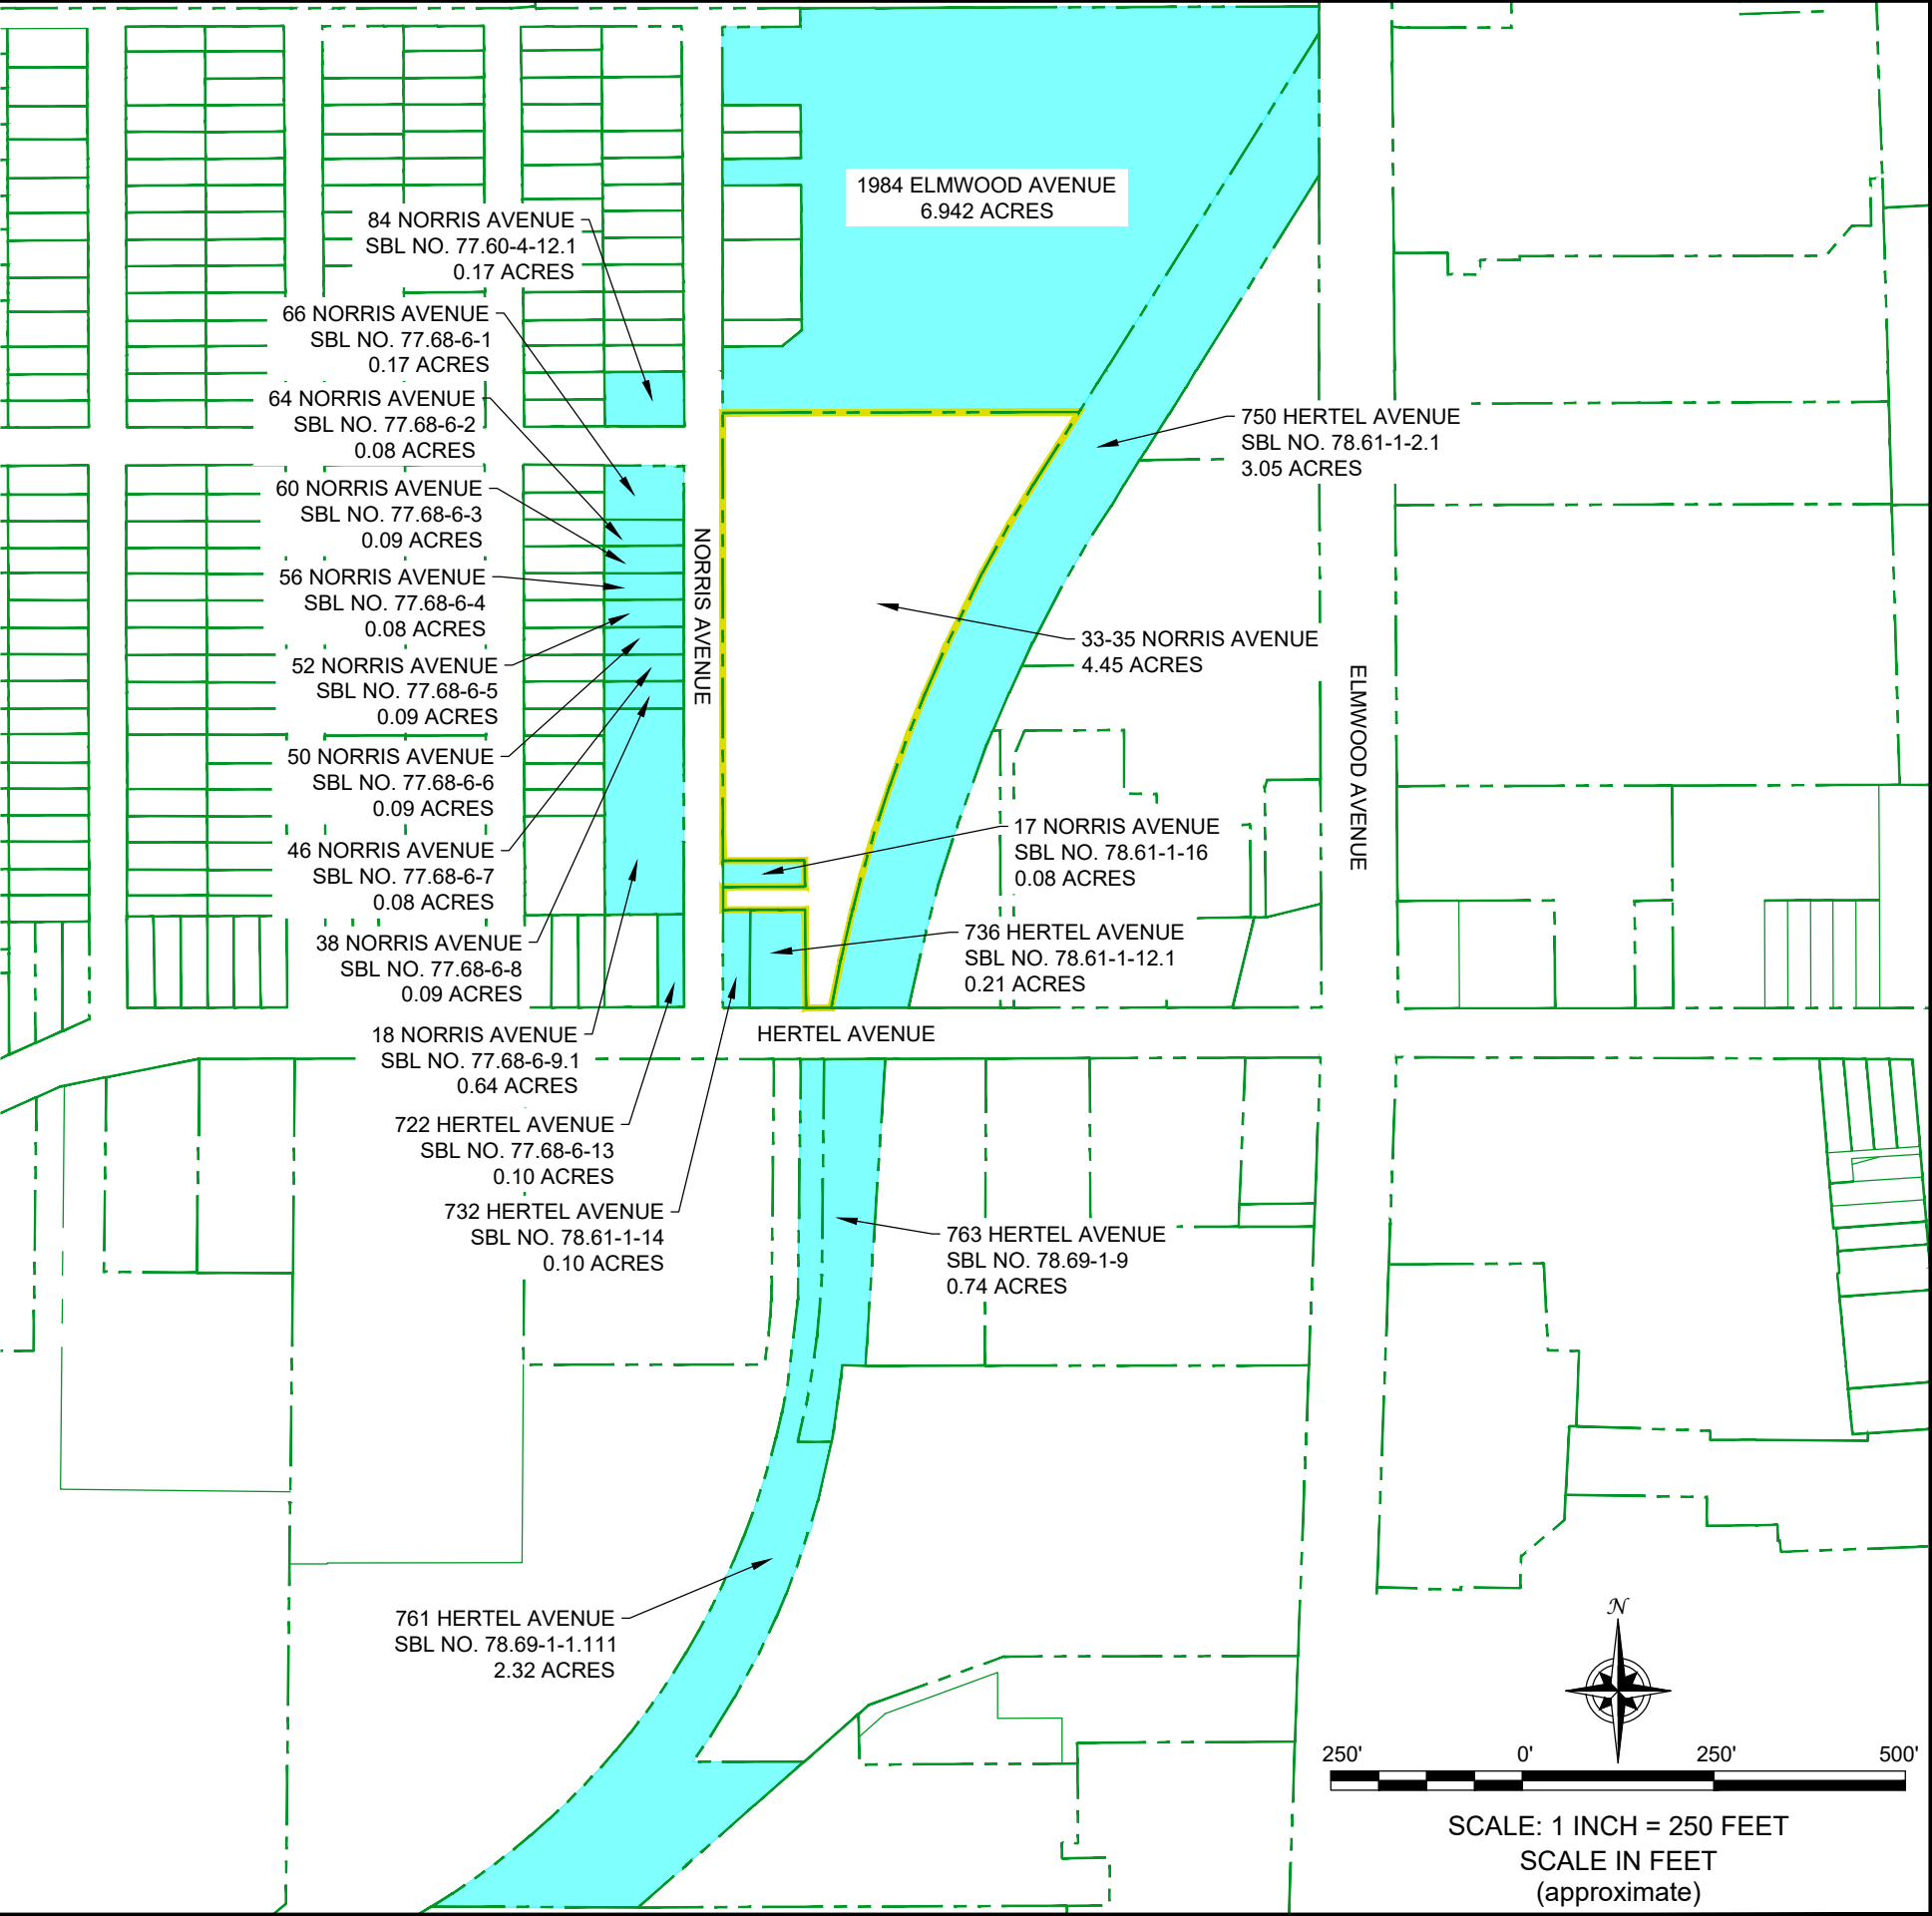 1984 ELMWOOD AVENUE
6.942 ACRES
84 NORRIS AVENUE
SBL NO. 77.60-4-12.1
0.17 ACRES
66 NORRIS AVENUE
SBL NO. 77.68-6-1
0.17 ACRES
64 NORRIS AVENUE
SBL NO. 77.68-6-2
0.08 ACRES
60 NORRIS AVENUE
SBL NO. 77.68-6-3
0.09 ACRES
56 NORRIS AVENUE
SBL NO. 77.68-6-4
0.08 ACRES
52 NORRIS AVENUE
SBL NO. 77.68-6-5
0.09 ACRES
50 NORRIS AVENUE
SBL NO. 77.68-6-6
0.09 ACRES
46 NORRIS AVENUE
SBL NO. 77.68-6-7
0.08 ACRES
38 NORRIS AVENUE
SBL NO. 77.68-6-8
0.09 ACRES
18 NORRIS AVENUE
SBL NO. 77.68-6-9.1
0.64 ACRES
722 HERTEL AVENUE
SBL NO. 77.68-6-13
0.10 ACRES
732 HERTEL AVENUE
SBL NO. 78.61-1-14
0.10 ACRES
NORRIS AVENUE
750 HERTEL AVENUE
SBL NO. 78.61-1-2.1
3.05 ACRES
33-35 NORRIS AVENUE
4.45 ACRES
ELMWOOD AVENUE
17 NORRIS AVENUE
SBL NO. 78.61-1-16
0.08 ACRES
736 HERTEL AVENUE
SBL NO. 78.61-1-12.1
0.21 ACRES
HERTEL AVENUE
763 HERTEL AVENUE
SBL NO. 78.69-1-9
0.74 ACRES
761 HERTEL AVENUE
SBL NO. 78.69-1-1.111
2.32 ACRES
N
250' 0' 250' 500'
SCALE: 1 INCH = 250 FEET
SCALE IN FEET
(approximate)